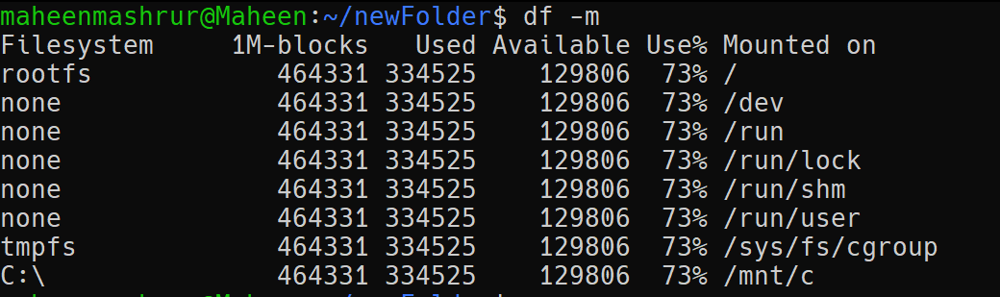 maheenmashrur@Maheen:~/newFolder$ df -m
Filesystem     1M-blocks   Used Available Use% Mounted on
rootfs            464331 334525    129806  73% /
none              464331 334525    129806  73% /dev
none              464331 334525    129806  73% /run
none              464331 334525    129806  73% /run/lock
none              464331 334525    129806  73% /run/shm
none              464331 334525    129806  73% /run/user
tmpfs             464331 334525    129806  73% /sys/fs/cgroup
C:\               464331 334525    129806  73% /mnt/c